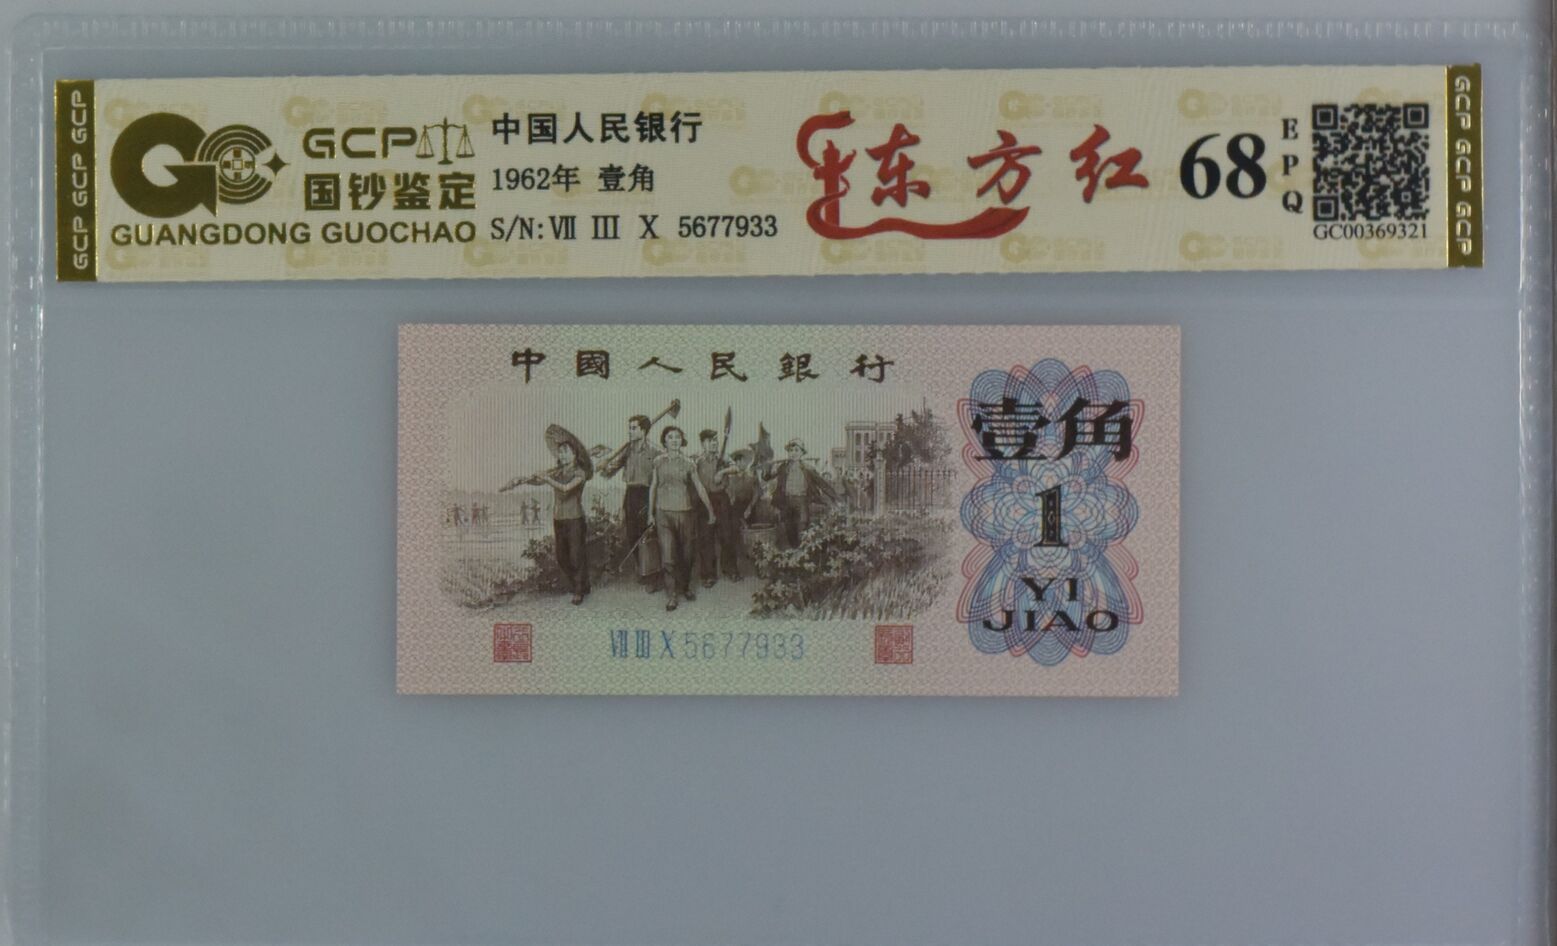 GCP GCP GCP
GCP
国钞鉴定
GUANGDONG GUOCHAO
中国人民银行
1962年 壹角
S/N: Ⅶ Ⅲ Ⅹ 5677933
东方红
68
EPQ
GC00369321
GCP GCP GCP
中國人民銀行
壹角
1
YI
JIAO
Ⅶ Ⅲ Ⅹ 5677933